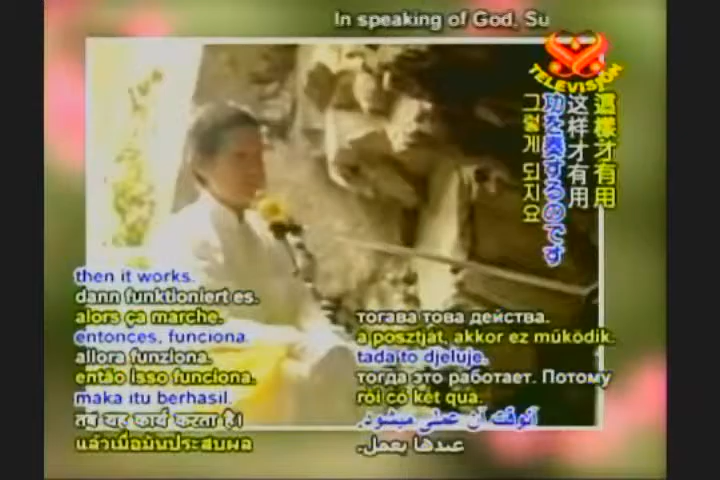 In speaking of God, Su
TELEVISION
這樣才有用
这样才有用
功を奏するのです
그렇게 되지요
then it works.
dann funktioniert es.
alors ça marche.
entonces, funciona.
allora funziona.
então isso funciona.
maka itu berhasil.
तब यह कार्य करता है।
แล้วเมื่อมันประสบผล
тогава това действа.
a posztját, akkor ez működik.
tada to djeluje.
тогда это работает. Потому
rồi có kết quả.
آنوقت آن عملی میشود.
عندها يعمل.